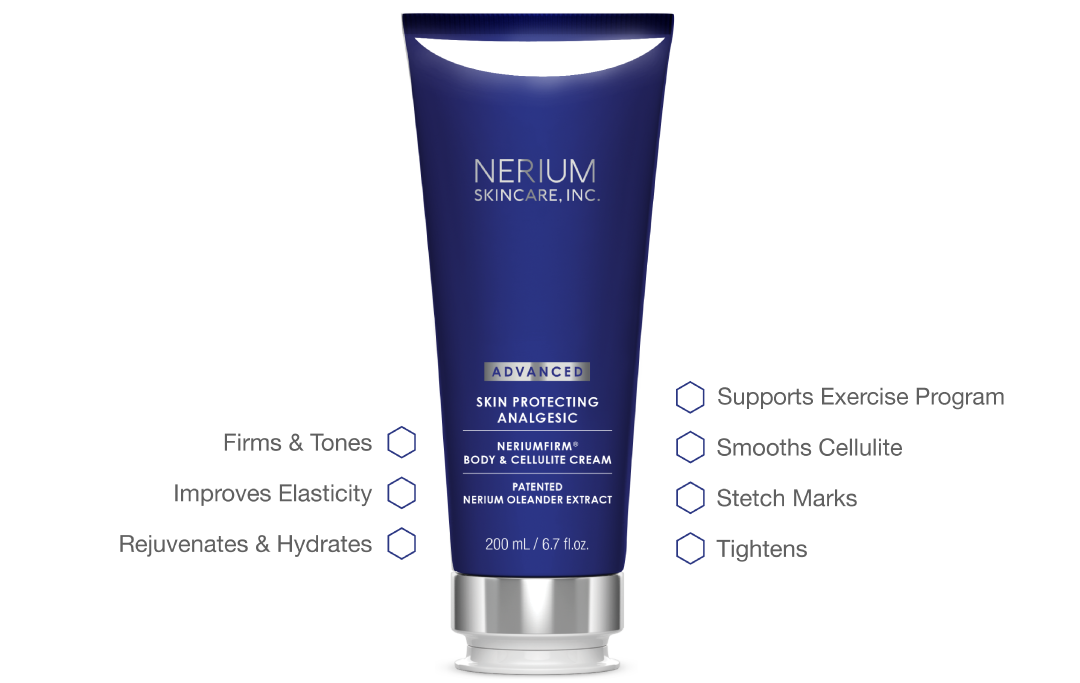 NERIUM
SKINCARE, INC.
ADVANCED
SKIN PROTECTING
ANALGESIC
NERIUMFIRM®
BODY & CELLULITE CREAM
PATENTED
NERIUM OLEANDER EXTRACT
200 mL / 6.7 fl.oz.
Firms & Tones
Improves Elasticity
Rejuvenates & Hydrates
Supports Exercise Program
Smooths Cellulite
Stetch Marks
Tightens